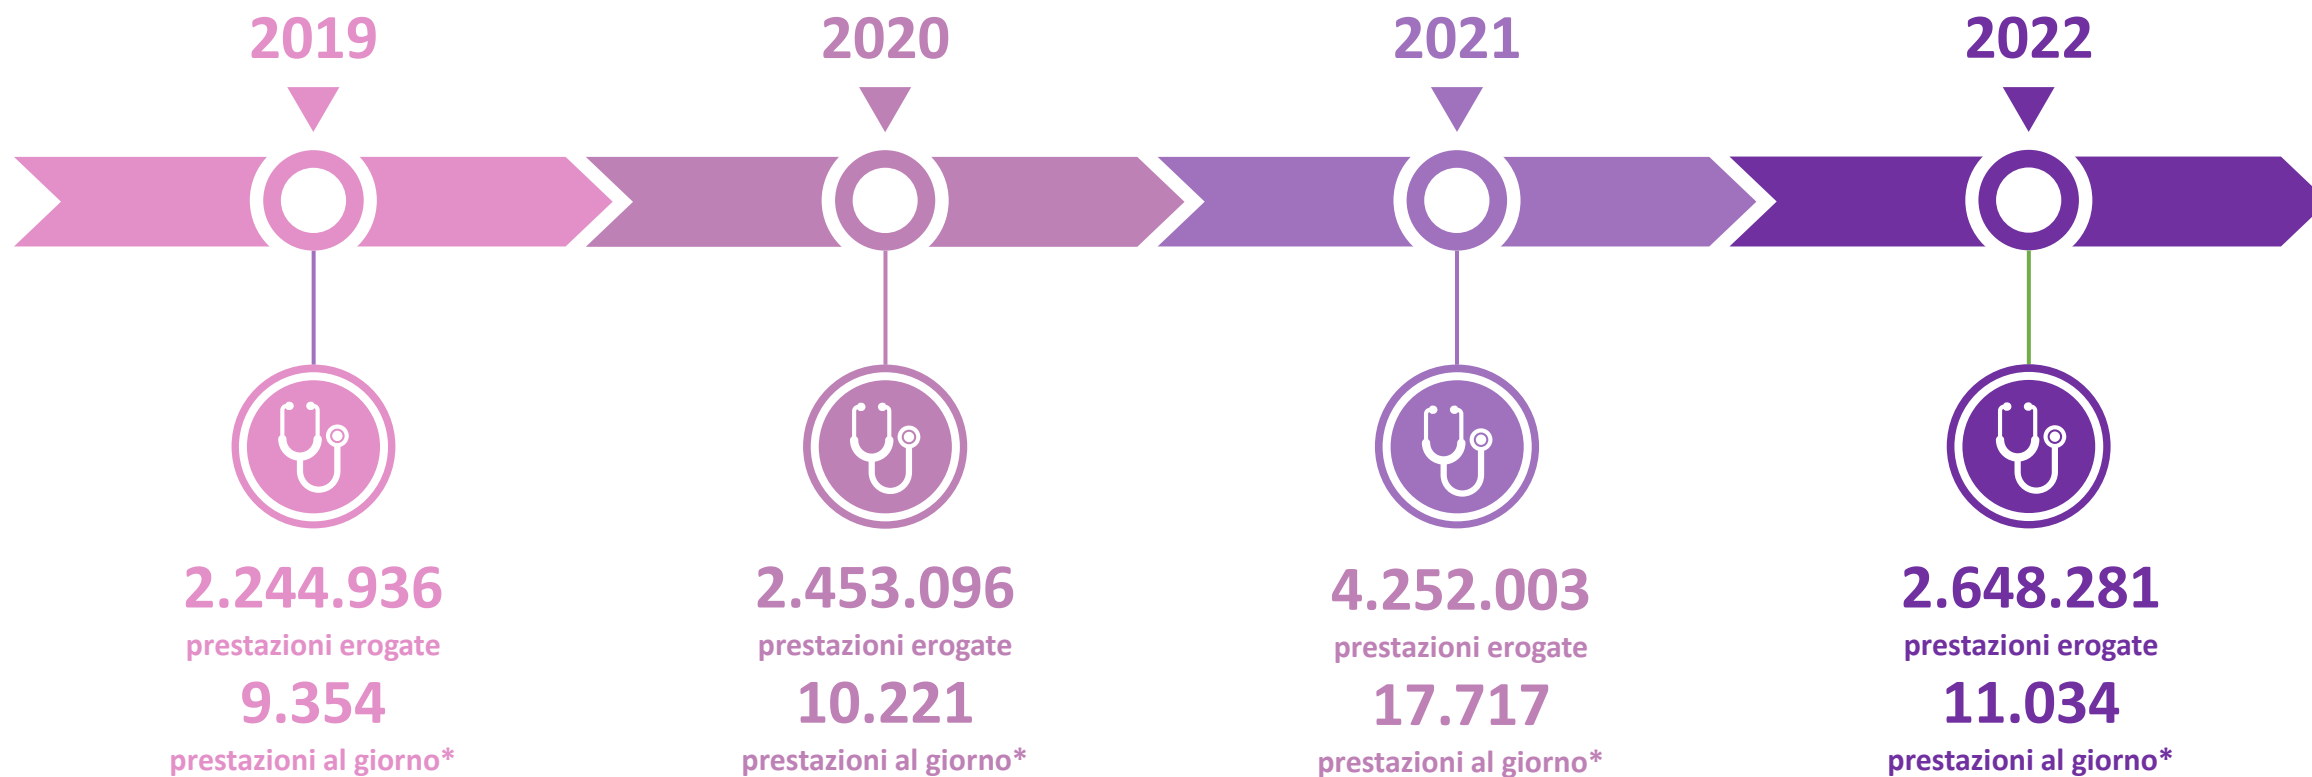 2019
2020
2021
2022
2.244.936
prestazioni erogate
9.354
prestazioni al giorno*
2.453.096
prestazioni erogate
10.221
prestazioni al giorno*
4.252.003
prestazioni erogate
17.717
prestazioni al giorno*
2.648.281
prestazioni erogate
11.034
prestazioni al giorno*